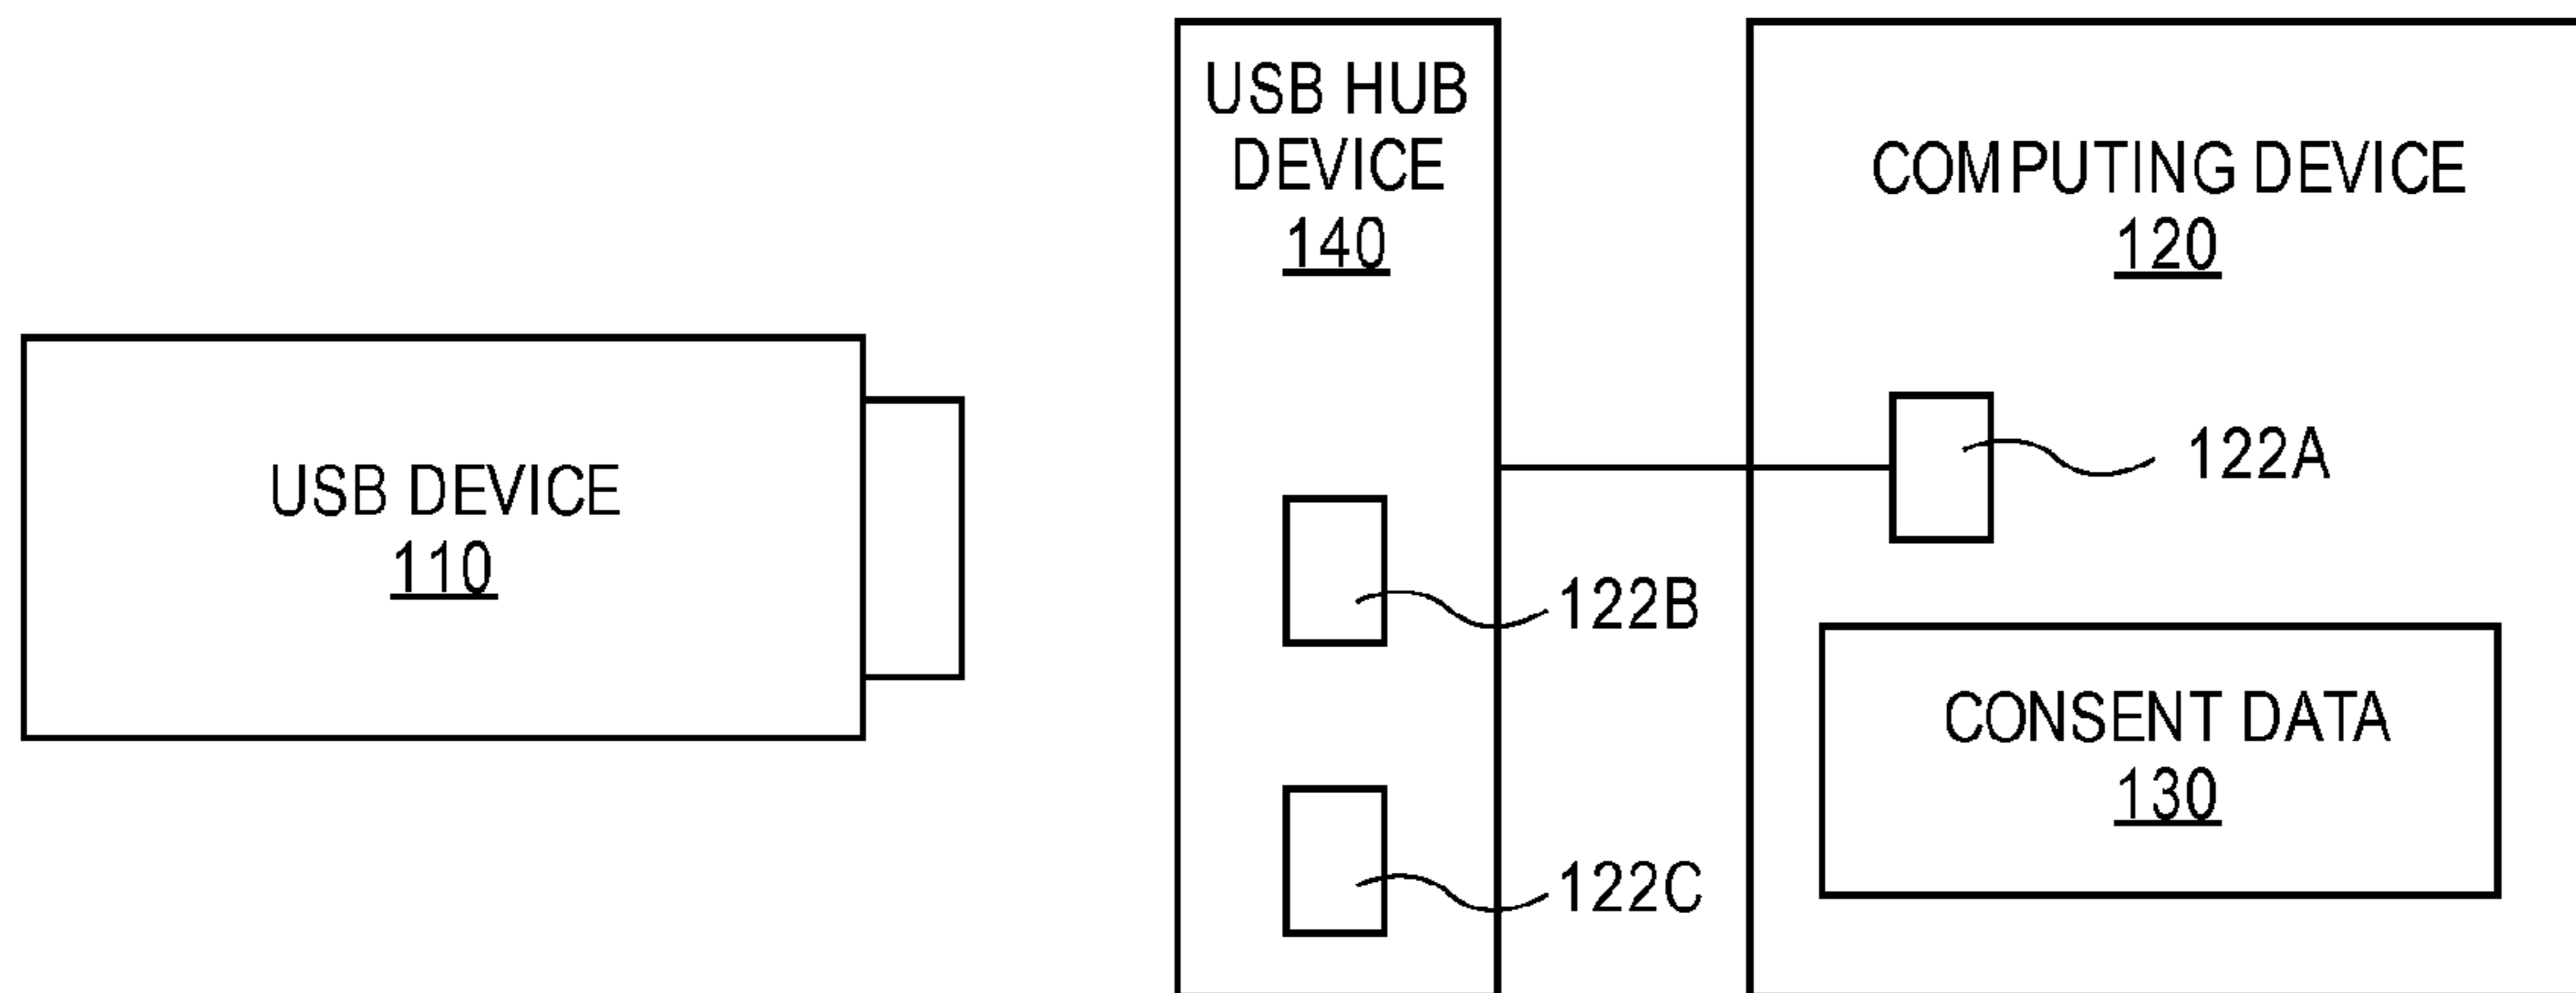 USB DEVICE
110
USB HUB
DEVICE
140
122B
122C
COMPUTING DEVICE
120
122A
CONSENT DATA
130